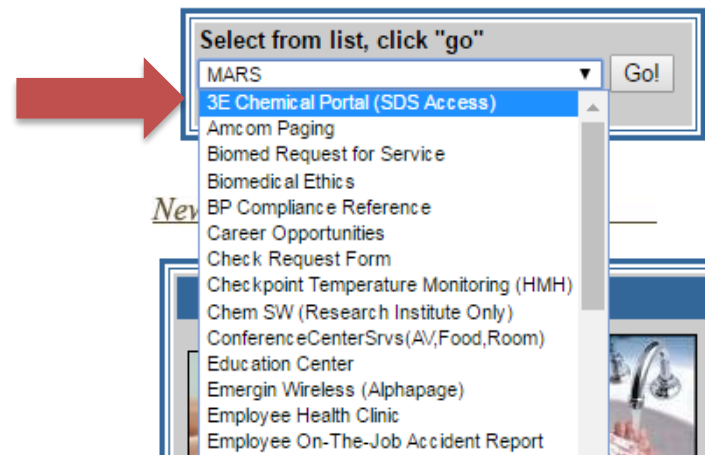 Select from list, click "go"
MARS
Go!
3E Chemical Portal (SDS Access)
Amcom Paging
Biomed Request for Service
Biomedical Ethics
New
BP Compliance Reference
Career Opportunities
Check Request Form
Checkpoint Temperature Monitoring (HMH)
Chem SW (Research Institute Only)
ConferenceCenterSrvs(AV,Food,Room)
Education Center
Emergin Wireless (Alphapage)
Employee Health Clinic
Employee On-The-Job Accident Report